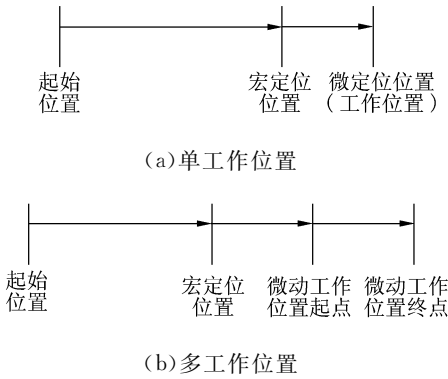 起始 宏定位 微定位位置
位置 位置 （工作位置）
(a)单工作位置
起始 宏定位 微动工作 微动工作
位置 位置 位置起点 位置终点
(b)多工作位置